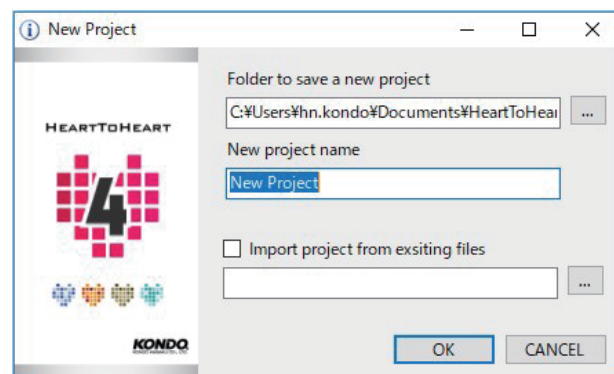 New Project
Folder to save a new project
C:¥Users¥hn.kondo¥Documents¥HeartToHear
...
HEARTTOHEART
4
New project name
New Project
Import project from exsiting files
...
KONDO
OK
CANCEL